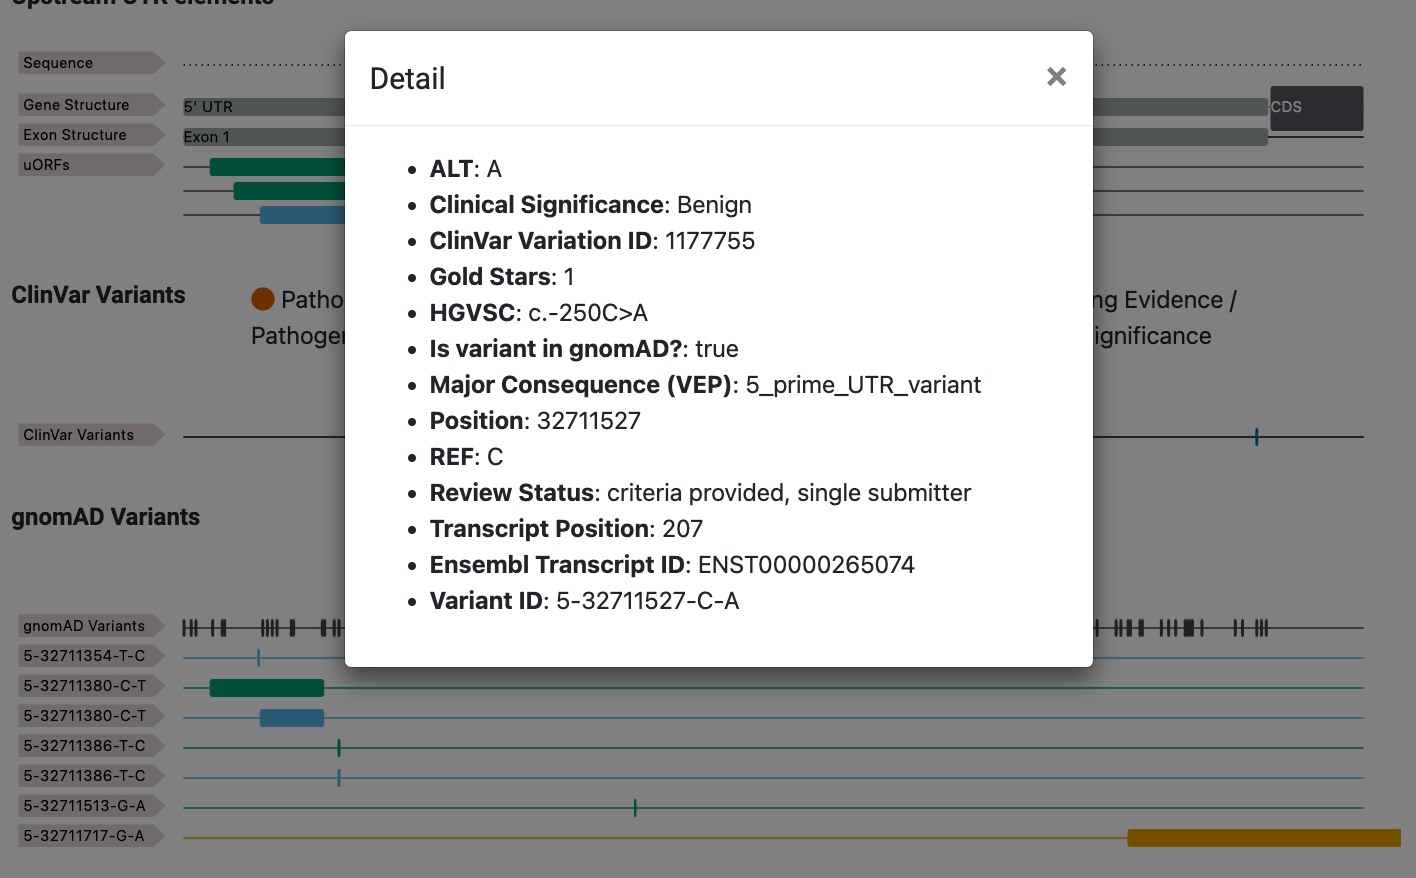 Upstream UTR elements
Sequence
Gene Structure
5' UTR
CDS
Exon Structure
Exon 1
uORFs
Detail
×
ALT: A
Clinical Significance: Benign
ClinVar Variation ID: 1177755
Gold Stars: 1
HGVSC: c.-250C>A
Is variant in gnomAD?: true
Major Consequence (VEP): 5_prime_UTR_variant
Position: 32711527
REF: C
Review Status: criteria provided, single submitter
Transcript Position: 207
Ensembl Transcript ID: ENST00000265074
Variant ID: 5-32711527-C-A
ClinVar Variants
Patho
ng Evidence /
Pathoge
ignificance
ClinVar Variants
gnomAD Variants
gnomAD Variants
5-32711354-T-C
5-32711380-C-T
5-32711380-C-T
5-32711386-T-C
5-32711386-T-C
5-32711513-G-A
5-32711717-G-A